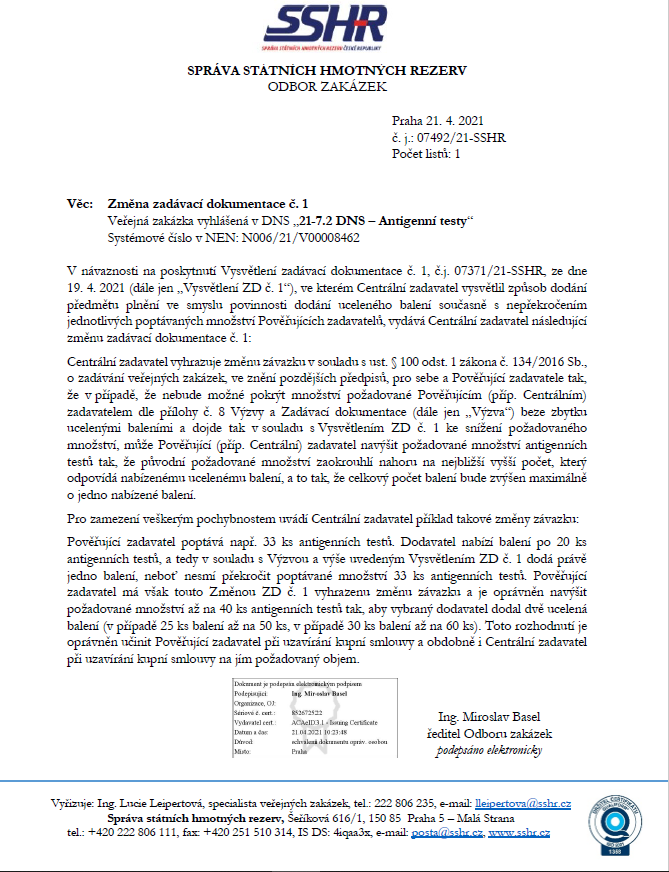 SSHR
SPRÁVA STÁTNÍCH HMOTNÝCH REZERV ČESKÉ REPUBLIKY
SPRÁVA STÁTNÍCH HMOTNÝCH REZERV
ODBOR ZAKÁZEK
Praha 21. 4. 2021
č. j.: 07492/21-SSHR
Počet listů: 1
Věc: Změna zadávací dokumentace č. 1
Veřejná zakázka vyhlášená v DNS „21-7.2 DNS – Antigenní testy“
Systémové číslo v NEN: N006/21/V00008462
V návaznosti na poskytnutí Vysvětlení zadávací dokumentace č. 1, č.j. 07371/21-SSHR, ze dne
19. 4. 2021 (dále jen „Vysvětlení ZD č. 1“), ve kterém Centrální zadavatel vysvětlil způsob dodání
předmětu plnění ve smyslu povinnosti dodání uceleného balení současně s nepřekročením
jednotlivých poptávaných množství Pověřujících zadavatelů, vydává Centrální zadavatel následující
změnu zadávací dokumentace č. 1:
Centrální zadavatel vyhrazuje změnu závazku v souladu s ust. § 100 odst. 1 zákona č. 134/2016 Sb.,
o zadávání veřejných zakázek, ve znění pozdějších předpisů, pro sebe a Pověřující zadavatele tak,
že v případě, že nebude možné pokrýt množství požadované Pověřujícím (příp. Centrálním)
zadavatelem dle přílohy č. 8 Výzvy a Zadávací dokumentace (dále jen „Výzva“) beze zbytku
ucelenými baleními a dojde tak v souladu s Vysvětlením ZD č. 1 ke snížení požadovaného
množství, může Pověřující (příp. Centrální) zadavatel navýšit požadované množství antigenních
testů tak, že původní požadované množství zaokrouhlí nahoru na nejbližší vyšší počet, který
odpovídá nabízenému ucelenému balení, a to tak, že celkový počet balení bude zvýšen maximálně
o jedno nabízené balení.
Pro zamezení veškerým pochybnostem uvádí Centrální zadavatel příklad takové změny závazku:
Pověřující zadavatel poptává např. 33 ks antigenních testů. Dodavatel nabízí balení po 20 ks
antigenních testů, a tedy v souladu s Výzvou a výše uvedeným Vysvětlením ZD č. 1 dodá právě
jedno balení, neboť nesmí překročit poptávané množství 33 ks antigenních testů. Pověřující
zadavatel má však touto Změnou ZD č. 1 vyhrazenu změnu závazku a je oprávněn navýšit
požadované množství až na 40 ks antigenních testů tak, aby vybraný dodavatel dodal dvě ucelená
balení (v případě 25 ks balení až na 50 ks, v případě 30 ks balení až na 60 ks). Toto rozhodnutí je
oprávněn učinit Pověřující zadavatel při uzavírání kupní smlouvy a obdobně i Centrální zadavatel
při uzavírání kupní smlouvy na jím požadovaný objem.
Dokument je podepsán elektronickým podpisem
Podepisující: Ing. Miroslav Basel
Organizace, OJ:
Sériové č. cert.: 852672522
Vydavatel cert.: ACAeID3.1 - Issuing Certificate
Datum a čas: 21.04.2021 10:23:48
Důvod: schválení dokumentu opráv. osobou
Místo: Praha
Ing. Miroslav Basel
ředitel Odboru zakázek
podepsáno elektronicky
Vyřizuje: Ing. Lucie Leipertová, specialista veřejných zakázek, tel.: 222 806 235, e-mail: lleipertova@sshr.cz
Správa státních hmotných rezerv, Šeříková 616/1, 150 85 Praha 5 – Malá Strana
tel.: +420 222 806 111, fax: +420 251 510 314, IS DS: 4iqaa3x, e-mail: posta@sshr.cz, www.sshr.cz